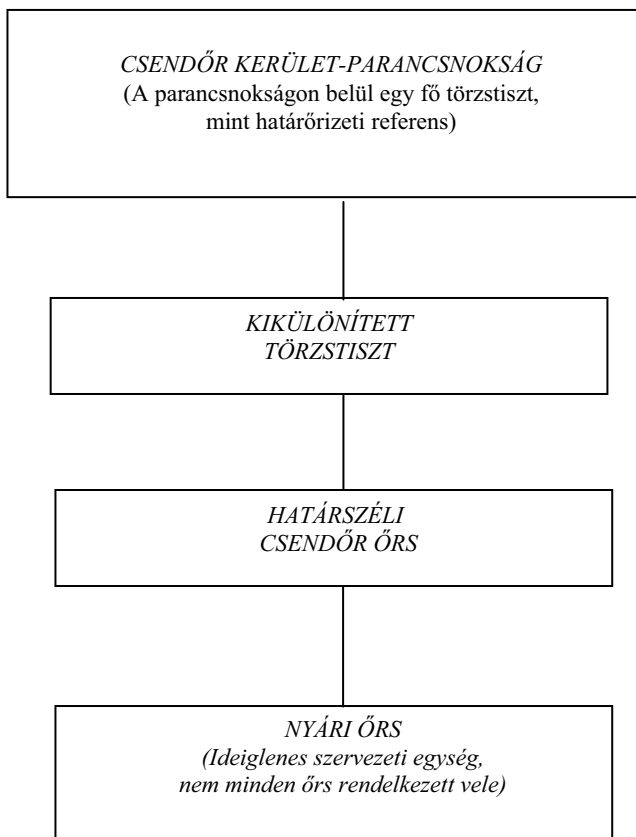 CSENDŐR KERÜLET-PARANCSNOKSÁG
(A parancsnokságon belül egy fő törzstiszt,
mint határőrizeti referens)
KIKÜLÖNÍTETT
TÖRZSTISZT
HATÁRSZÉLI
CSENDŐR ŐRS
NYÁRI ŐRS
(Ideiglenes szervezeti egység,
nem minden őrs rendelkezett vele)